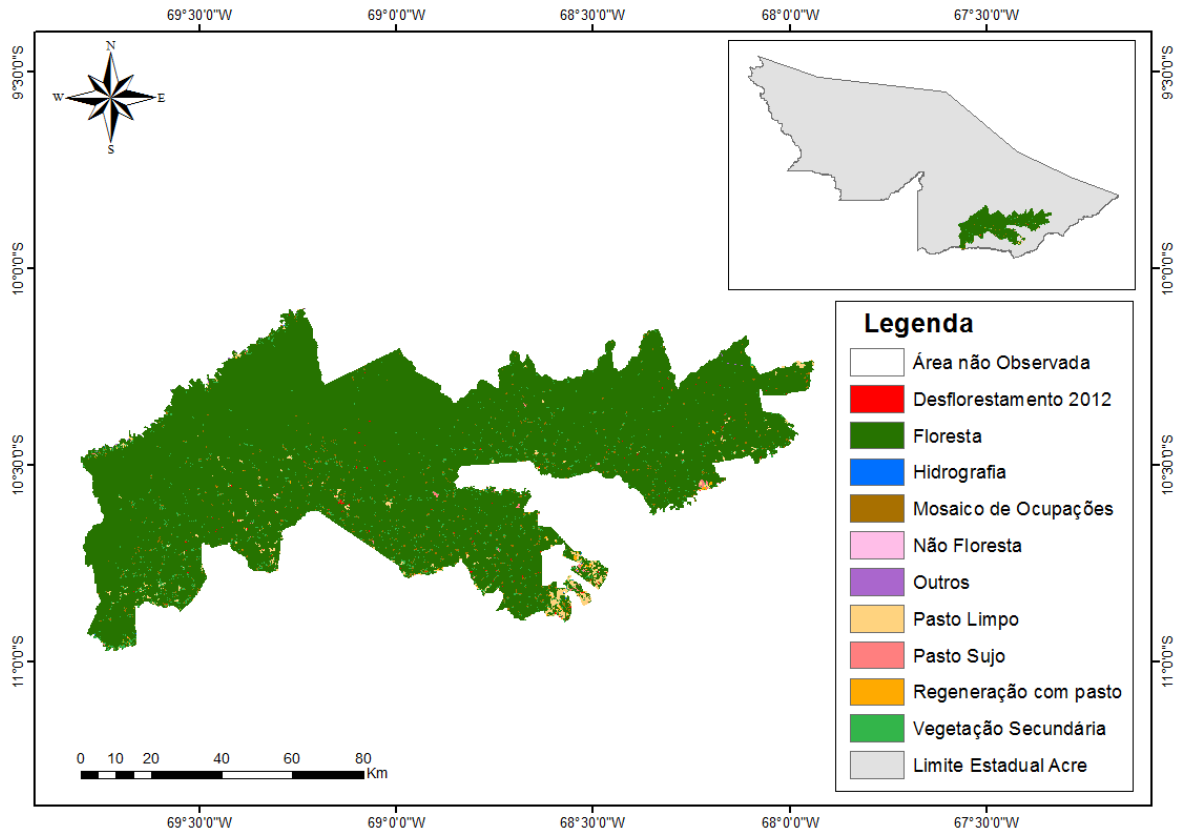 69°30'0"W 69°0'0"W 68°30'0"W 68°0'0"W 67°30'0"W
9°30'0"S
9°30'0"S
N
W
E
S
10°0'0"S
10°0'0"S
Legenda
Área não Observada
Desflorestamento 2012
Floresta
Hidrografia
Mosaico de Ocupações
Não Floresta
Outros
Pasto Limpo
Pasto Sujo
Regeneração com pasto
Vegetação Secundária
Limite Estadual Acre
10°30'0"S
10°30'0"S
11°0'0"S
11°0'0"S
0 10 20 40 60 80
Km
69°30'0"W 69°0'0"W 68°30'0"W 68°0'0"W 67°30'0"W